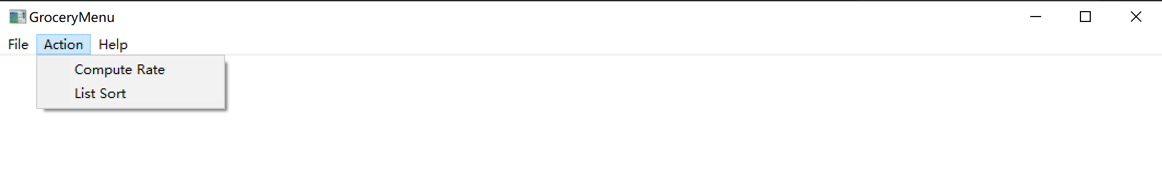 GroceryMenu
File Action Help
Compute Rate
List Sort